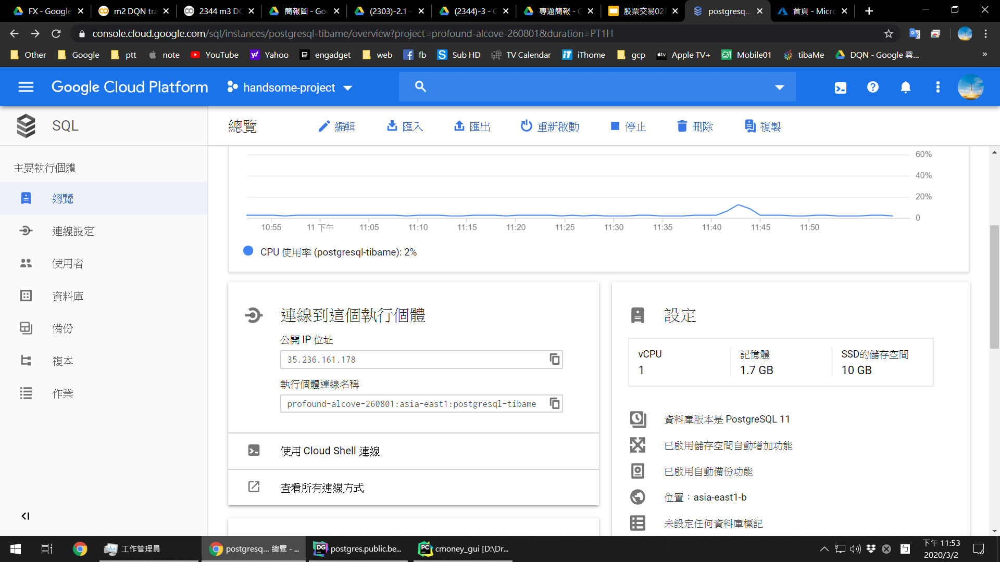 FX - Google
m2 DQN tra
2344 m3 DC
簡報圖 - Goo
(2303)-2.1 -
(2344)-3 - G
專題簡報 - G
股票交易02
postgresq...
首頁 - Micro
console.cloud.google.com/sql/instances/postgresql-tibame/overview?project=profound-alcove-260801&duration=PT1H
Other
Google
ptt
note
YouTube
Yahoo
engadget
web
fb
Sub HD
TV Calendar
iThome
gcp
Apple TV+
Mobile01
tibaMe
DQN - Google 雲...
»
Google Cloud Platform
handsome-project
SQL
總覽
編輯
匯入
匯出
重新啟動
停止
刪除
複製
主要執行個體
總覽
連線設定
使用者
資料庫
備份
複本
作業
60%
40%
20%
0
10:55
11 下午
11:05
11:10
11:15
11:20
11:25
11:30
11:35
11:40
11:45
11:50
CPU 使用率 (postgresql-tibame): 2%
連線到這個執行個體
公開 IP 位址
35.236.161.178
執行個體連線名稱
profound-alcove-260801:asia-east1:postgresql-tibame
使用 Cloud Shell 連線
查看所有連線方式
設定
vCPU
1
記憶體
1.7 GB
SSD的儲存空間
10 GB
資料庫版本是 PostgreSQL 11
已啟用儲存空間自動增加功能
已啟用自動備份功能
位置：asia-east1-b
未設定任何資料庫標記
工作管理員
postgresq... 總覽 - ...
postgres.public.be...
cmoney_gui [D:\Dr...
下午 11:53
2020/3/2